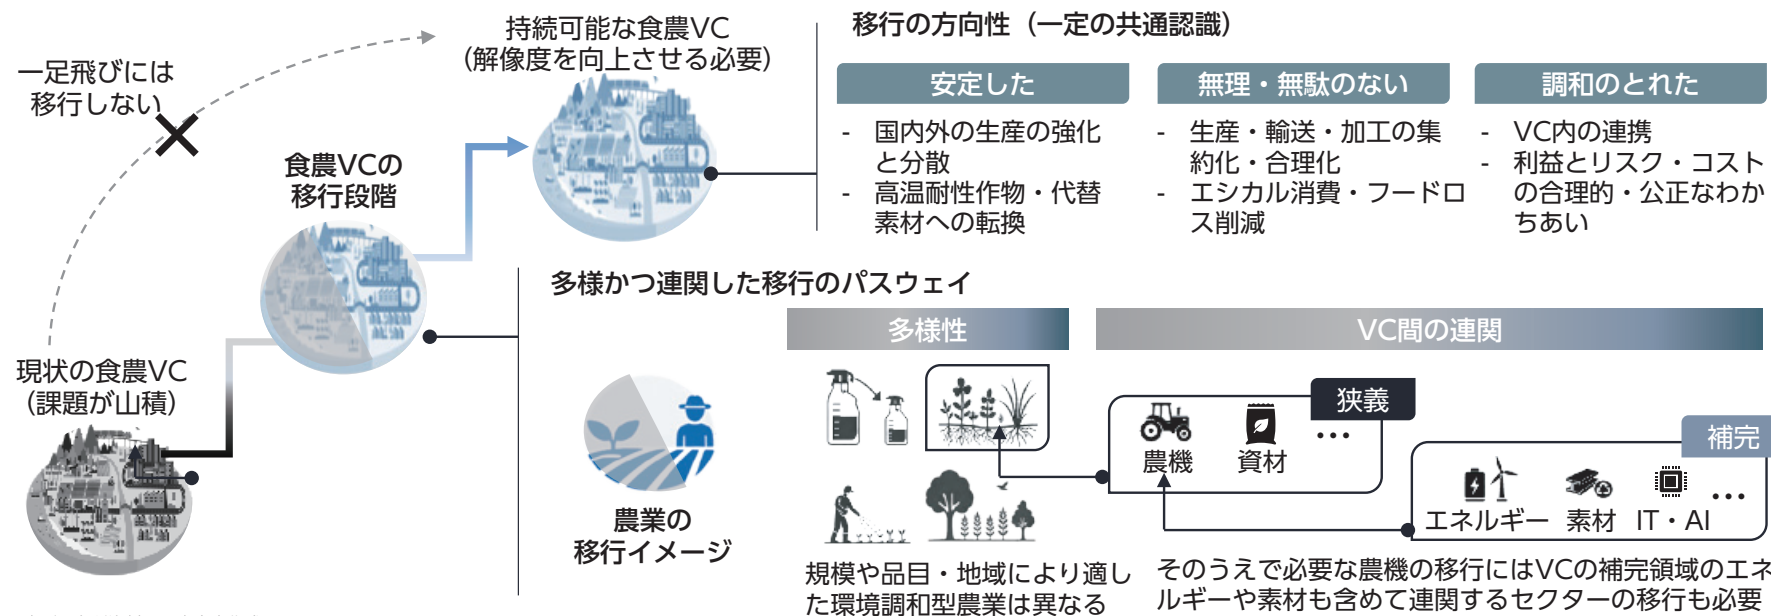 持続可能な食農VC
(解像度を向上させる必要)
一足飛びには
移行しない
食農VCの
移行段階
現状の食農VC
(課題が山積)
移行の方向性（一定の共通認識）
安定した
- 国内外の生産の強化
と分散
- 高温耐性作物・代替
素材への転換
無理・無駄のない
- 生産・輸送・加工の集
約化・合理化
- エシカル消費・フードロ
ス削減
調和のとれた
- VC内の連携
- 利益とリスク・コスト
の合理的・公正なわか
ちあい
多様かつ連関した移行のパスウェイ
農業の
移行イメージ
多様性
規模や品目・地域により適し
た環境調和型農業は異なる
VC間の連関
狭義
農機 資材 …
補完
エネルギー 素材 IT・AI …
そのうえで必要な農機の移行にはVCの補完領域のエネ
ルギーや素材も含めて連関するセクターの移行も必要